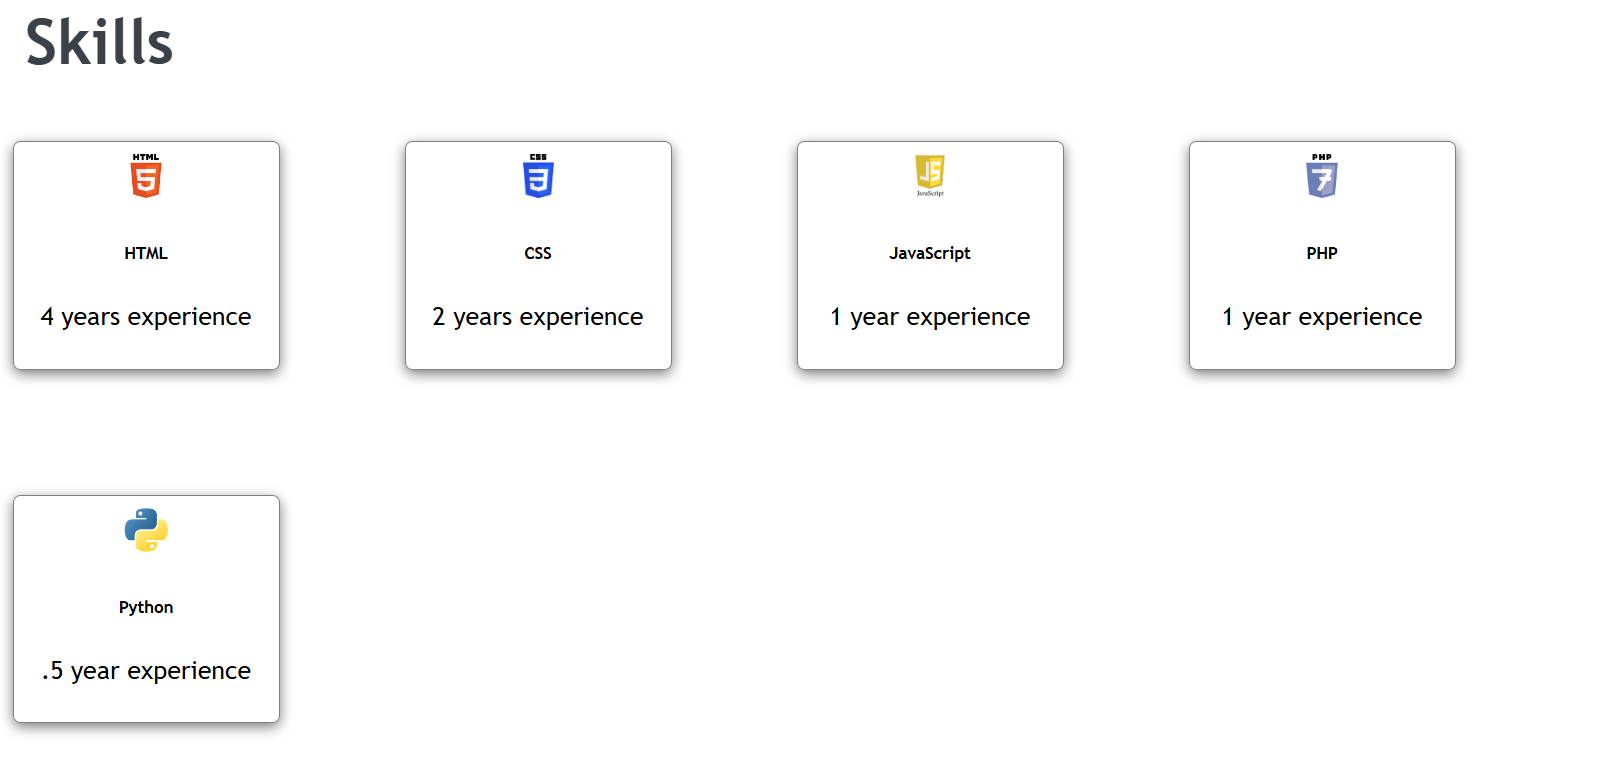 Skills
HTML
5
HTML
4 years experience
CSS
3
CSS
2 years experience
JS
JavaScript
JavaScript
1 year experience
PHP
7
PHP
1 year experience
Python
.5 year experience